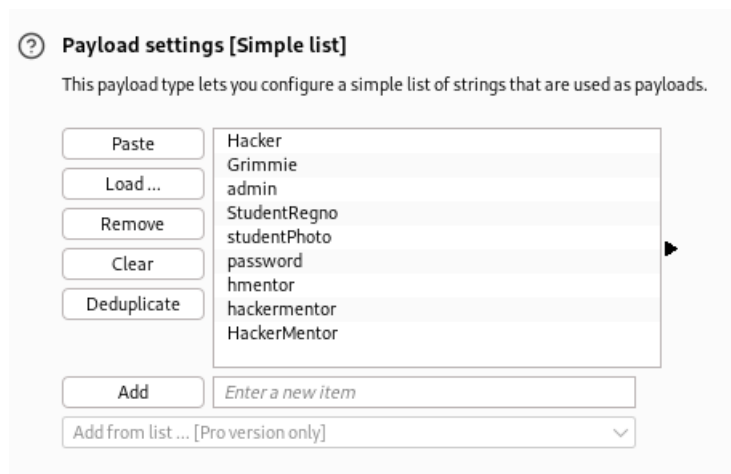 Payload settings [Simple list]
This payload type lets you configure a simple list of strings that are used as payloads.
Paste
Load ...
Remove
Clear
Deduplicate
Hacker
Grimmie
admin
StudentRegno
studentPhoto
password
hmentor
hackermentor
HackerMentor
Add
Enter a new item
Add from list ... [Pro version only]